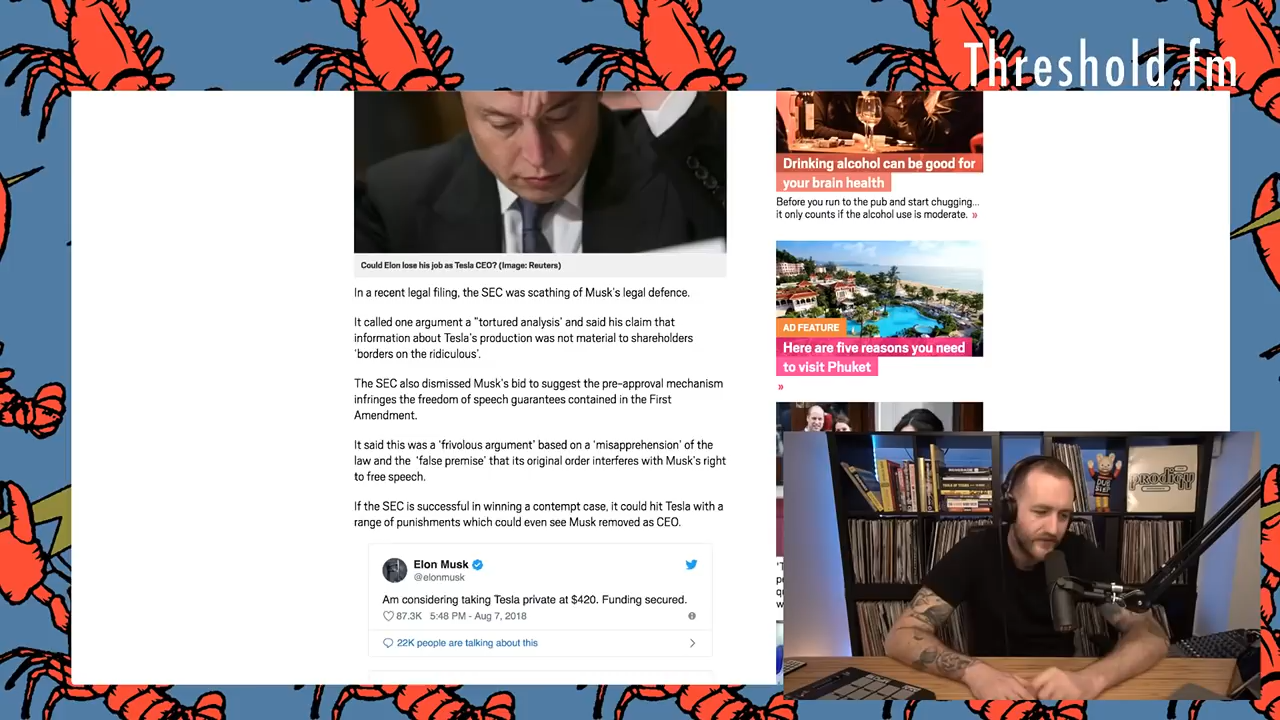 Threshold.fm
Could Elon lose his job as Tesla CEO? (Image: Reuters)
In a recent legal filing, the SEC was scathing of Musk's legal defence.
It called one argument a "tortured analysis' and said his claim that
information about Tesla's production was not material to shareholders
'borders on the ridiculous'.
The SEC also dismissed Musk's bid to suggest the pre-approval mechanism
infringes the freedom of speech guarantees contained in the First
Amendment.
It said this was a 'frivolous argument' based on a 'misapprehension' of the
law and the 'false premise' that its original order interferes with Musk's right
to free speech.
If the SEC is successful in winning a contempt case, it could hit Tesla with a
range of punishments which could even see Musk removed as CEO.
Elon Musk
@elonmusk
Am considering taking Tesla private at $420. Funding secured.
87.3K 5:48 PM - Aug 7, 2018
22K people are talking about this
Drinking alcohol can be good for
your brain health
Before you run to the pub and start chugging...
it only counts if the alcohol use is moderate. »
AD FEATURE
Here are five reasons you need
to visit Phuket
»
DUB
STEP
prodigy